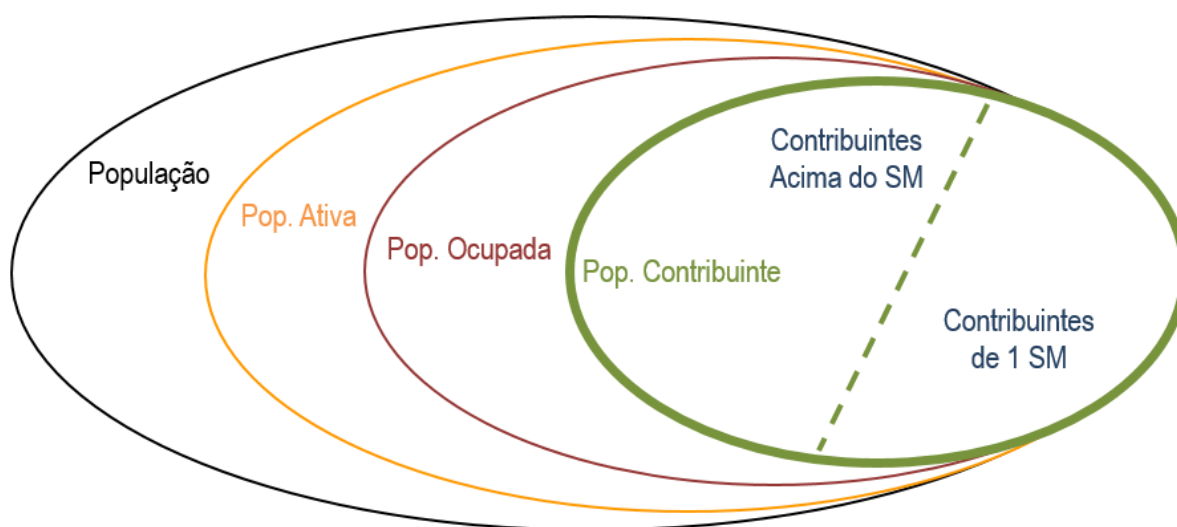 População
Pop. Ativa
Pop. Ocupada
Pop. Contribuinte
Contribuintes
Acima do SM
Contribuintes
de 1 SM